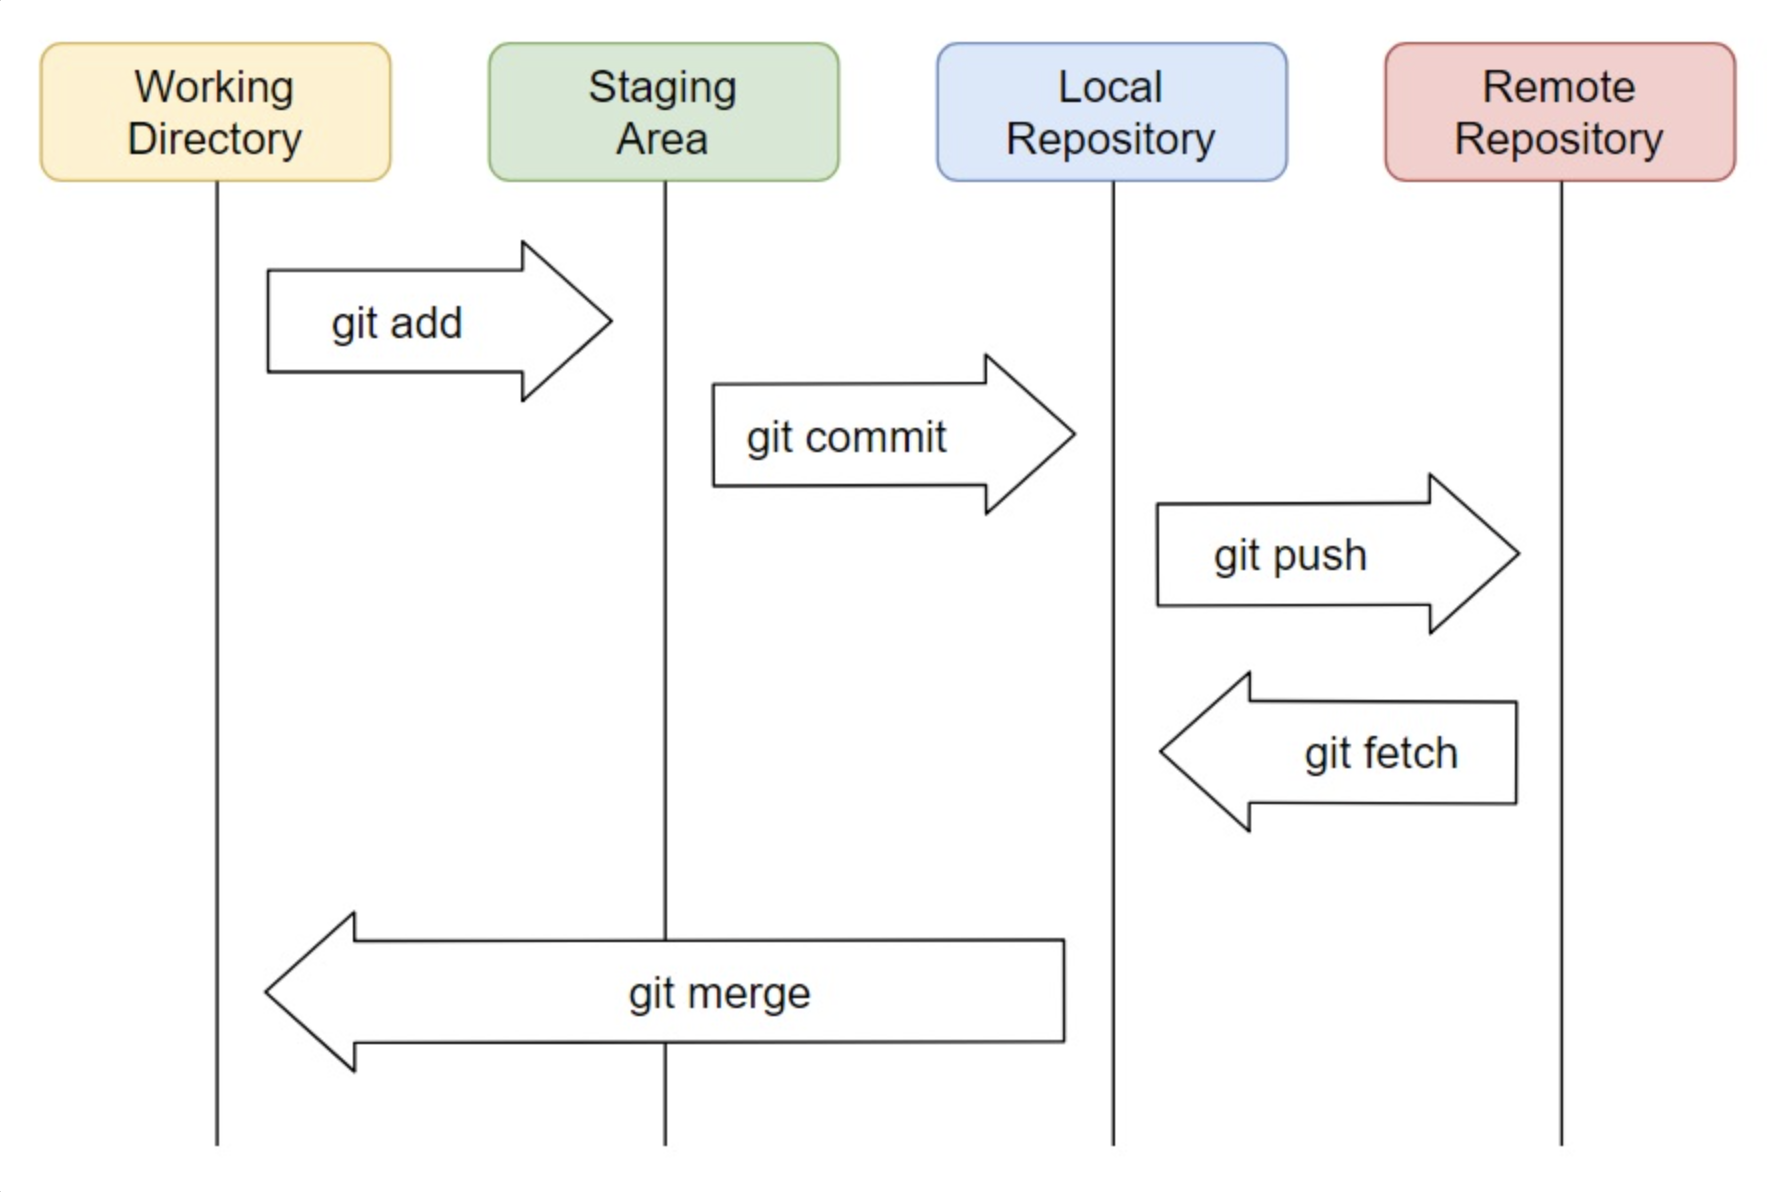 Working
Directory
Staging
Area
Local
Repository
Remote
Repository
git add
git commit
git push
git fetch
git merge